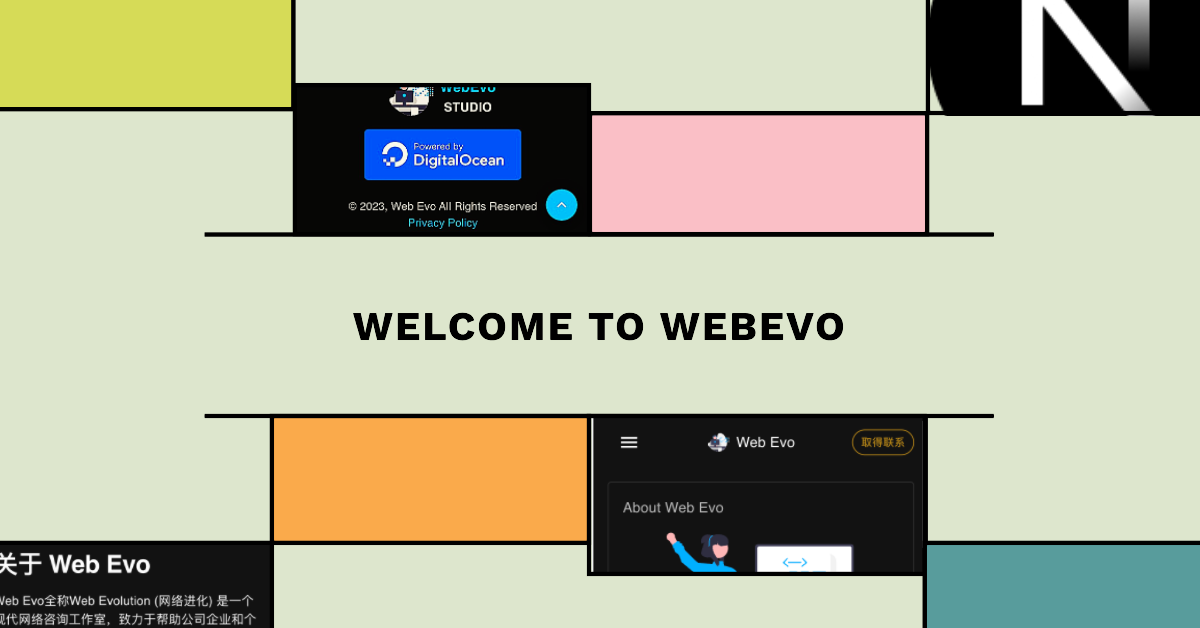 WebEvo
STUDIO
Powered by
DigitalOcean
© 2023, Web Evo All Rights Reserved
Privacy Policy
N
WELCOME TO WEBEVO
Web Evo
取得联系
About Web Evo
关于 Web Evo
Web Evo全称Web Evolution (网络进化) 是一个
现代网络咨询工作室，致力于帮助公司企业和个